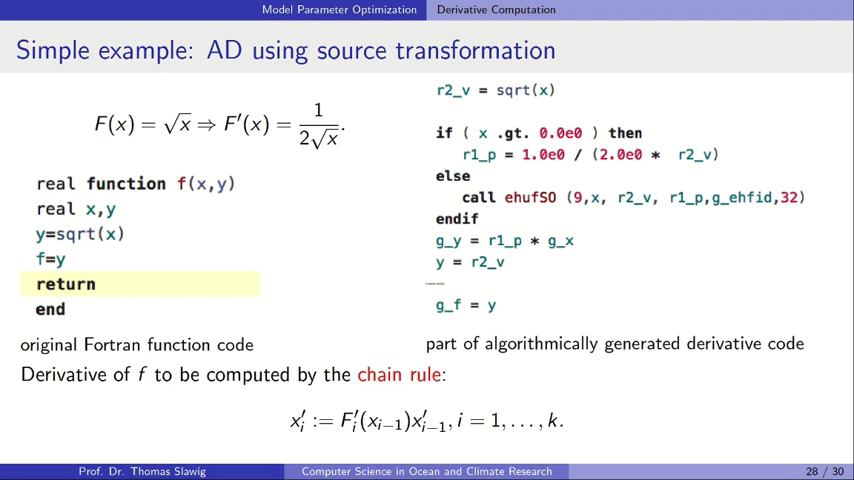 Model Parameter Optimization Derivative Computation
Simple example: AD using source transformation
F(x) = √x ⇒ F′(x) = 1 / 2√x.
real function f(x,y)
real x,y
y=sqrt(x)
f=y
return
end
original Fortran function code
r2_v = sqrt(x)
if ( x .gt. 0.0e0 ) then
r1_p = 1.0e0 / (2.0e0 * r2_v)
else
call ehufSO (9,x, r2_v, r1_p,g_ehfid,32)
endif
g_y = r1_p * g_x
y = r2_v
g_f = y
part of algorithmically generated derivative code
Derivative of f to be computed by the chain rule:
x′ᵢ := F′ᵢ(xᵢ₋₁)x′ᵢ₋₁, i = 1, . . . , k.
Prof. Dr. Thomas Slawig Computer Science in Ocean and Climate Research 28 / 30